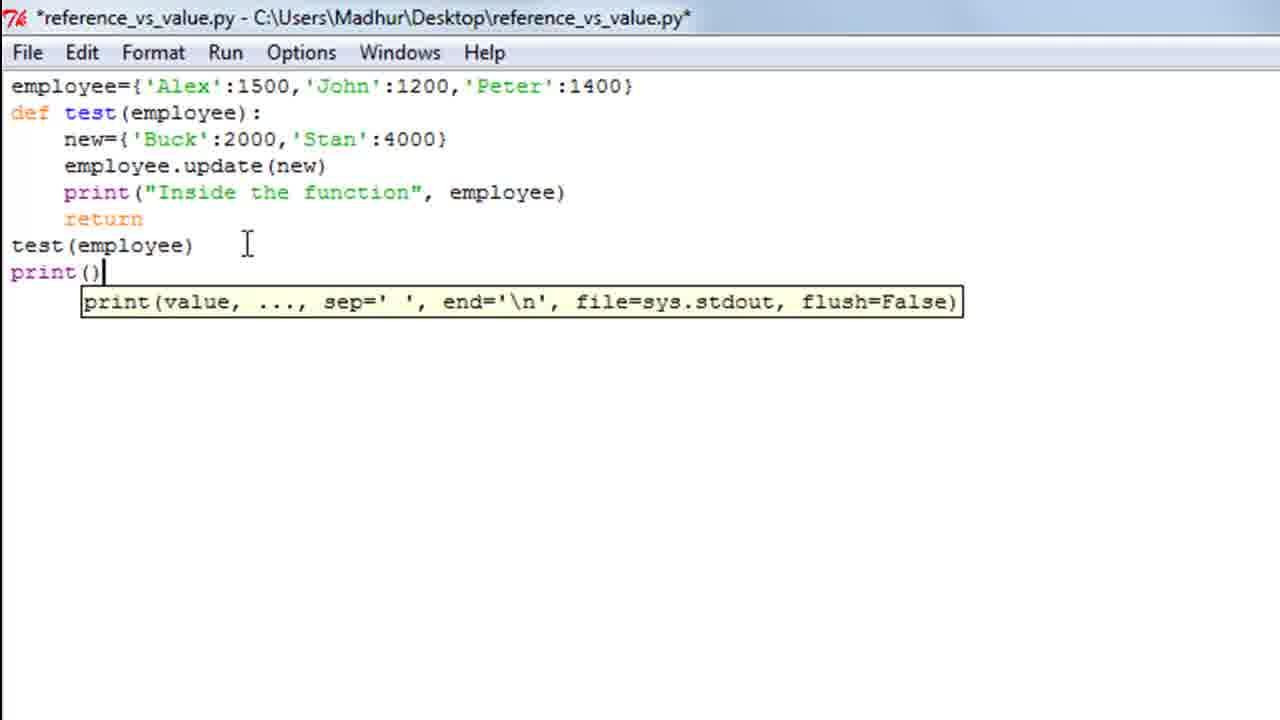 *reference_vs_value.py - C:\Users\Madhur\Desktop\reference_vs_value.py*
File Edit Format Run Options Windows Help
employee={'Alex':1500,'John':1200,'Peter':1400}
def test(employee):
    new={'Buck':2000,'Stan':4000}
    employee.update(new)
    print("Inside the function", employee)
    return
test(employee)
print()
print(value, ..., sep=' ', end='\n', file=sys.stdout, flush=False)